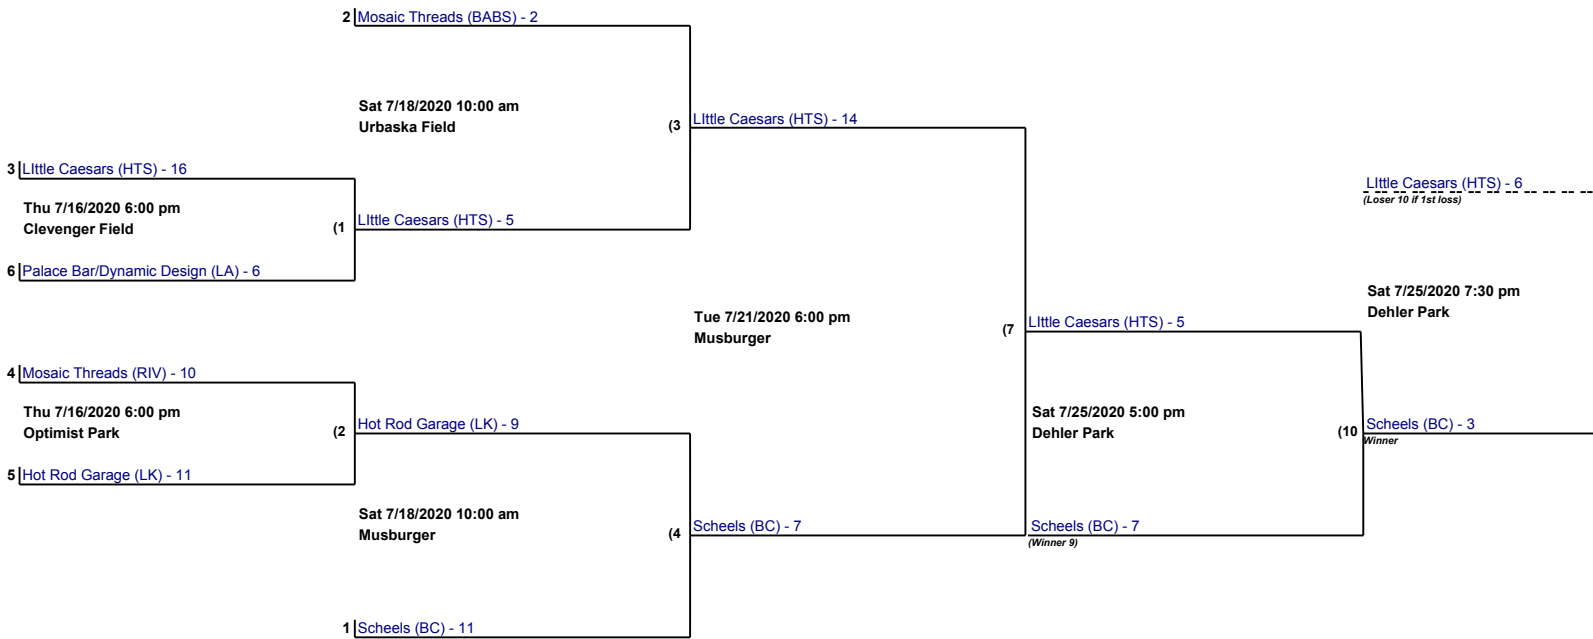 2 Mosaic Threads (BABS) - 2
Sat 7/18/2020 10:00 am
Urbaska Field
(3
LIttle Caesars (HTS) - 14
3 LIttle Caesars (HTS) - 16
LIttle Caesars (HTS) - 6
(Loser 10 if 1st loss)
Thu 7/16/2020 6:00 pm
Clevenger Field
(1
LIttle Caesars (HTS) - 5
6 Palace Bar/Dynamic Design (LA) - 6
Sat 7/25/2020 7:30 pm
Dehler Park
Tue 7/21/2020 6:00 pm
Musburger
(7
LIttle Caesars (HTS) - 5
4 Mosaic Threads (RIV) - 10
Thu 7/16/2020 6:00 pm
Optimist Park
(2
Hot Rod Garage (LK) - 9
Sat 7/25/2020 5:00 pm
Dehler Park
(10
Scheels (BC) - 3
Winner
5 Hot Rod Garage (LK) - 11
Sat 7/18/2020 10:00 am
Musburger
(4
Scheels (BC) - 7
Scheels (BC) - 7
(Winner 9)
1 Scheels (BC) - 11